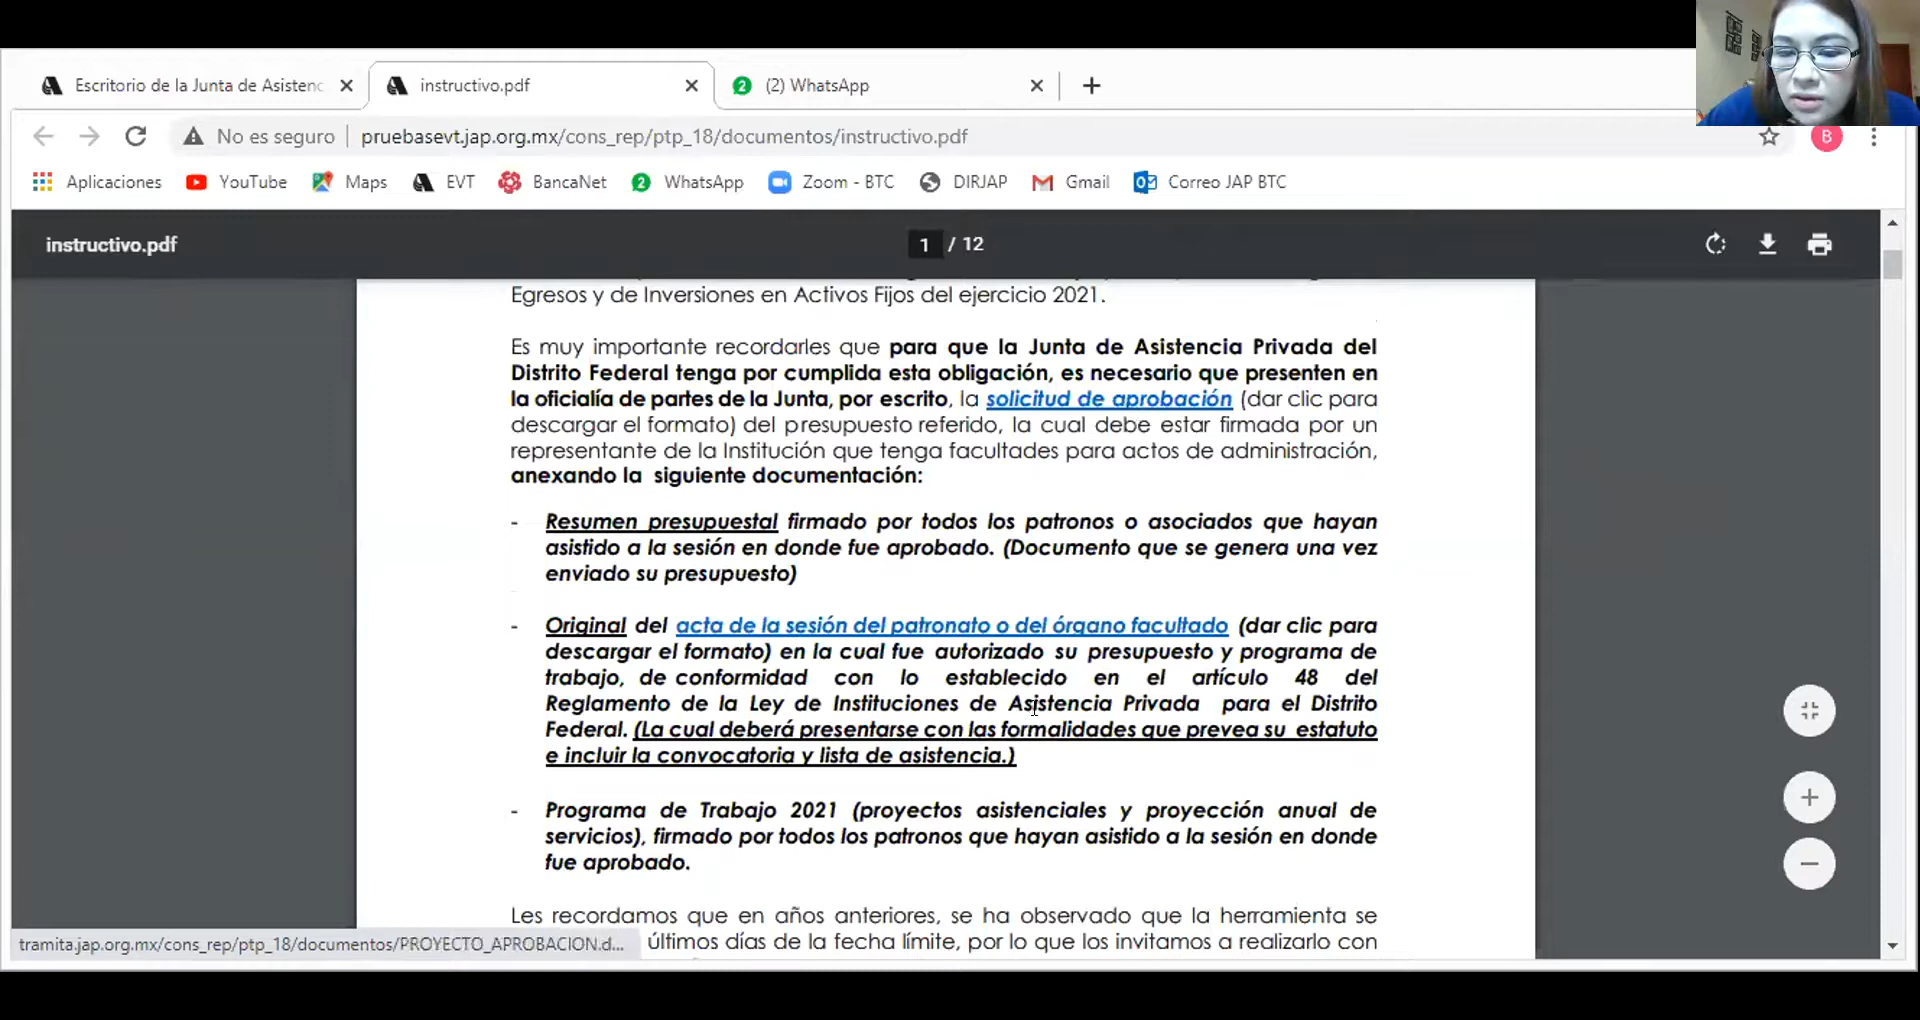 Escritorio de la Junta de Asistenc
instructivo.pdf
(2) WhatsApp
No es seguro
pruebasevt.jap.org.mx/cons_rep/ptp_18/documentos/instructivo.pdf
B
Aplicaciones
YouTube
Maps
EVT
BancaNet
WhatsApp
Zoom - BTC
DIRJAP
Gmail
Correo JAP BTC
instructivo.pdf
1 / 12
Egresos y de Inversiones en Activos Fijos del ejercicio 2021.
Es muy importante recordarles que para que la Junta de Asistencia Privada del
Distrito Federal tenga por cumplida esta obligación, es necesario que presenten en
la oficialía de partes de la Junta, por escrito, la solicitud de aprobación (dar clic para
descargar el formato) del presupuesto referido, la cual debe estar firmada por un
representante de la Institución que tenga facultades para actos de administración,
anexando la siguiente documentación:
- Resumen presupuestal firmado por todos los patronos o asociados que hayan
asistido a la sesión en donde fue aprobado. (Documento que se genera una vez
enviado su presupuesto)
- Original del acta de la sesión del patronato o del órgano facultado (dar clic para
descargar el formato) en la cual fue autorizado su presupuesto y programa de
trabajo, de conformidad con lo establecido en el artículo 48 del
Reglamento de la Ley de Instituciones de Asistencia Privada para el Distrito
Federal. (La cual deberá presentarse con las formalidades que prevea su estatuto
e incluir la convocatoria y lista de asistencia.)
- Programa de Trabajo 2021 (proyectos asistenciales y proyección anual de
servicios), firmado por todos los patronos que hayan asistido a la sesión en donde
fue aprobado.
Les recordamos que en años anteriores, se ha observado que la herramienta se
últimos días de la fecha límite, por lo que los invitamos a realizarlo con
tramita.jap.org.mx/cons_rep/ptp_18/documentos/PROYECTO_APROBACION.d...